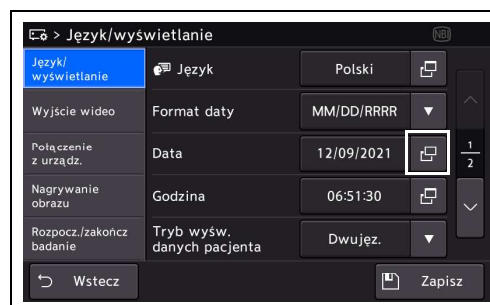 > Język/wyświetlanie
NBI
Język/
wyświetlanie
Język
Polski
Wyjście wideo
Format daty
MM/DD/RRRR
Połączenie
z urządz.
Data
12/09/2021
1
2
Nagrywanie
obrazu
Godzina
06:51:30
Rozpocz./zakończ
badanie
Tryb wyśw.
danych pacjenta
Dwujęz.
Wstecz
Zapisz